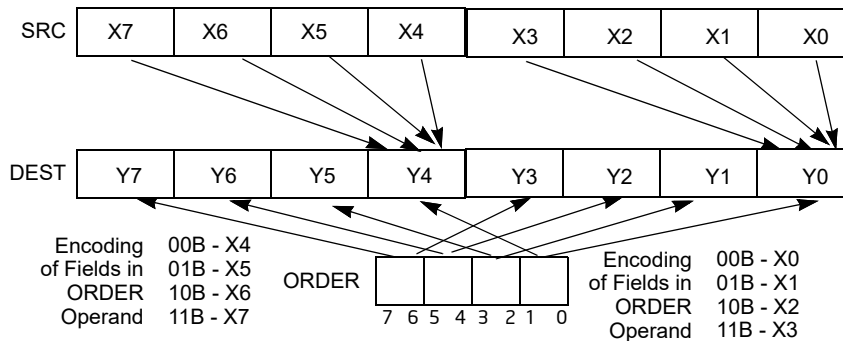 SRC X7 X6 X5 X4 X3 X2 X1 X0
DEST Y7 Y6 Y5 Y4 Y3 Y2 Y1 Y0
Encoding 00B - X4
of Fields in 01B - X5
ORDER 10B - X6
Operand 11B - X7
ORDER
7 6 5 4 3 2 1 0
Encoding 00B - X0
of Fields in 01B - X1
ORDER 10B - X2
Operand 11B - X3